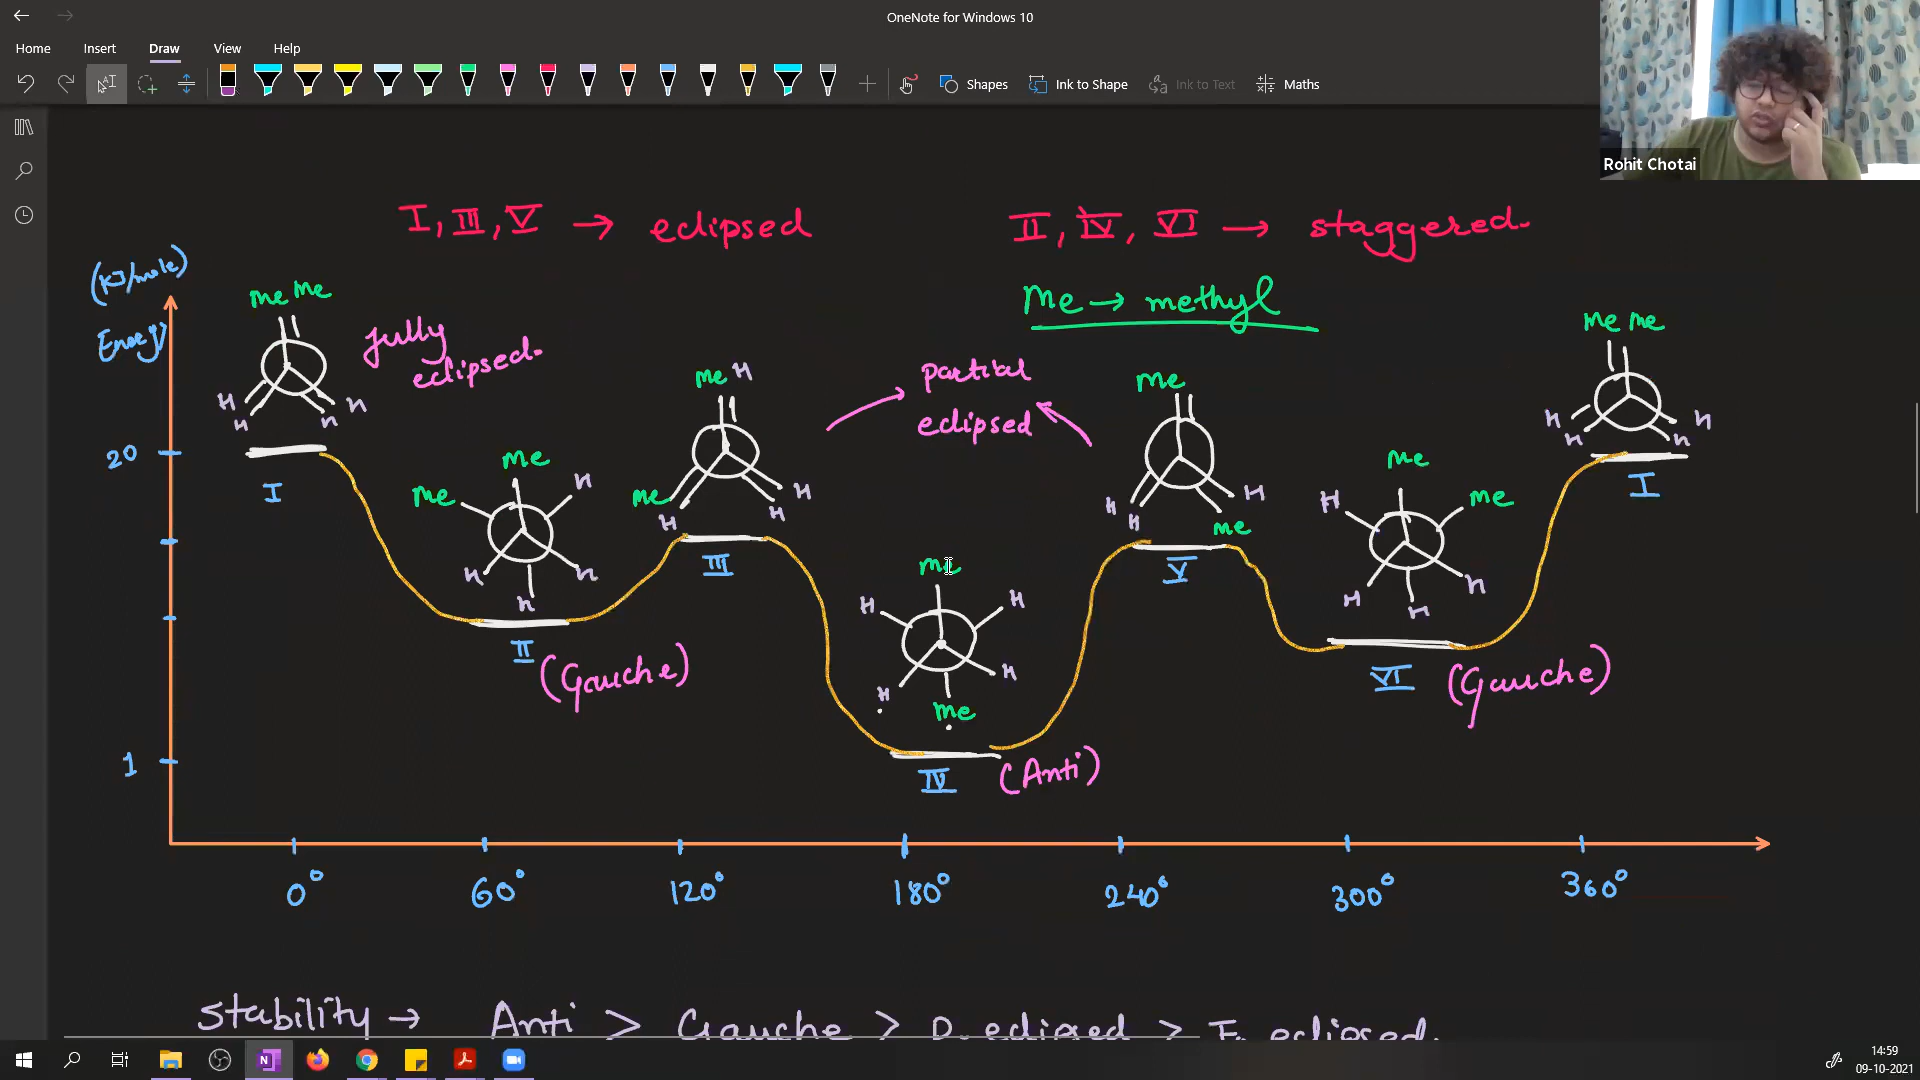 OneNote for Windows 10
Home Insert Draw View Help
Shapes Ink to Shape Ink to Text Maths
Rohit Chotai
I, III, V → eclipsed
II, IV, VI → staggered.
(KJ/mole)
Energy
Me → methyl
Me Me
H H H H
fully
eclipsed.
20
I
Me
Me H
H H H
II
(Gauche)
Me H
Me H H H
III
partial
eclipsed
Me
H H
H H
Me
IV
(Anti)
Me
H H Me H
V
Me
H Me
H H H
VI
(Gauche)
Me Me
H H H H
I
1
0° 60° 120° 180° 240° 300° 360°
Stability → Anti > Gauche > P. eclipsed > F. eclipsed.
14:59
09-10-2021